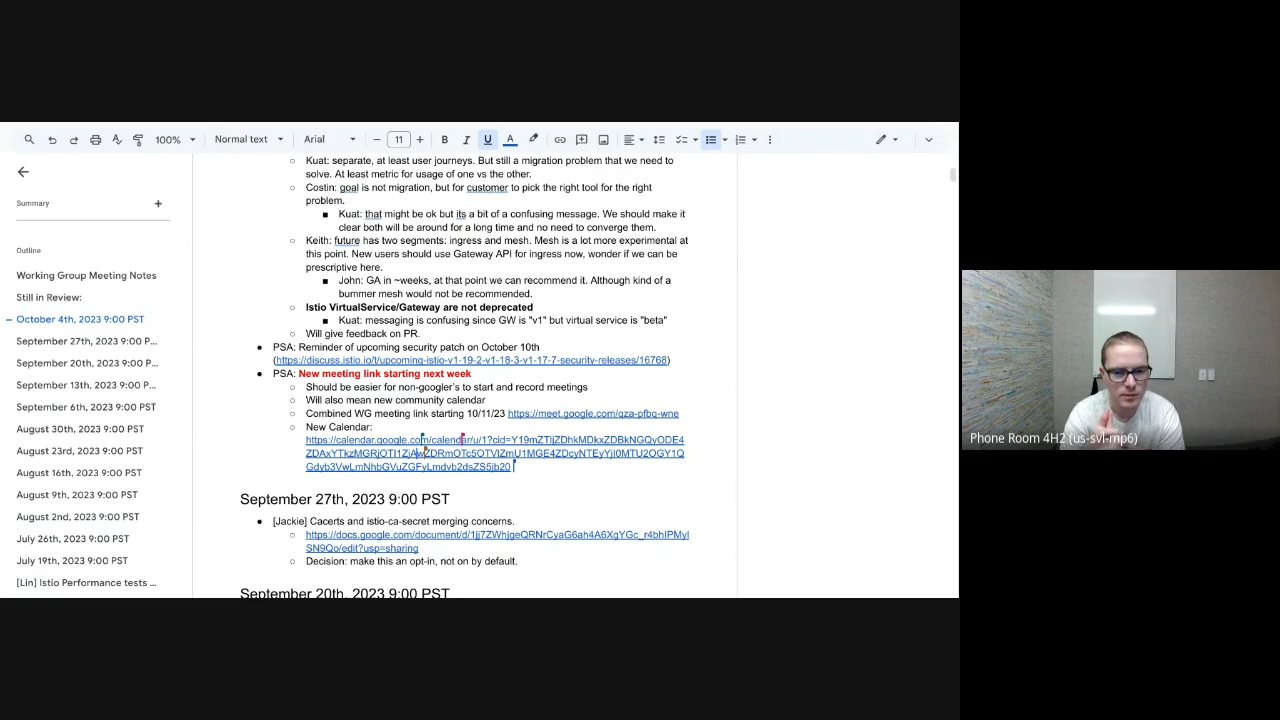 100%
Normal text
Arial
11
B
I
U
A
Summary
Outline
Working Group Meeting Notes
Still in Review:
October 4th, 2023 9:00 PST
September 27th, 2023 9:00 P...
September 20th, 2023 9:00 P...
September 13th, 2023 9:00 P...
September 6th, 2023 9:00 PST
August 30th, 2023 9:00 PST
August 23rd, 2023 9:00 PST
August 16th, 2023 9:00 PST
August 9th, 2023 9:00 PST
August 2nd, 2023 9:00 PST
July 26th, 2023 9:00 PST
July 19th, 2023 9:00 PST
[Lin] Istio Performance tests ...
Kuat: separate, at least user journeys. But still a migration problem that we need to
solve. At least metric for usage of one vs the other.
Costin: goal is not migration, but for customer to pick the right tool for the right
problem.
Kuat: that might be ok but its a bit of a confusing message. We should make it
clear both will be around for a long time and no need to converge them.
Keith: future has two segments: ingress and mesh. Mesh is a lot more experimental at
this point. New users should use Gateway API for ingress now, wonder if we can be
prescriptive here.
John: GA in ~weeks, at that point we can recommend it. Although kind of a
bummer mesh would not be recommended.
Istio VirtualService/Gateway are not deprecated
Kuat: messaging is confusing since GW is "v1" but virtual service is "beta"
Will give feedback on PR.
PSA: Reminder of upcoming security patch on October 10th
(https://discuss.istio.io/t/upcoming-istio-v1-19-2-v1-18-3-v1-17-7-security-releases/16768)
PSA: New meeting link starting next week
Should be easier for non-googler's to start and record meetings
Will also mean new community calendar
Combined WG meeting link starting 10/11/23 https://meet.google.com/qza-pfbq-wne
New Calendar:
https://calendar.google.com/calendar/u/1?cid=
September 27th, 2023 9:00 PST
[Jackie] Cacerts and istio-ca-secret merging concerns.
https://docs.google.com/document/d/
SN9Qo/edit?usp=sharing
Decision: make this an opt-in, not on by default.
September 20th, 2023 9:00 PST
Phone Room 4H2 (us-svl-mp6)